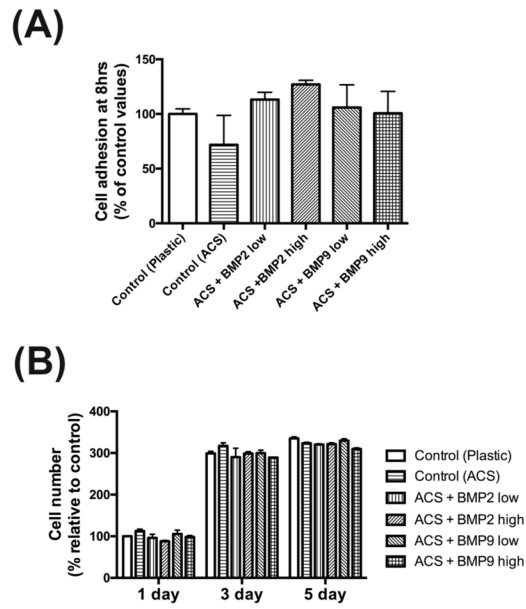 (A)
Cell adhesion at 8hrs
(% of control values)
150
100
50
0
Control (Plastic)
Control (ACS)
ACS + BMP2 low
ACS +BMP2 high
ACS + BMP9 low
ACS + BMP9 high
(B)
Cell number
(% relative to control)
400
300
200
100
0
1 day
3 day
5 day
Control (Plastic)
Control (ACS)
ACS + BMP2 low
ACS + BMP2 high
ACS + BMP9 low
ACS + BMP9 high